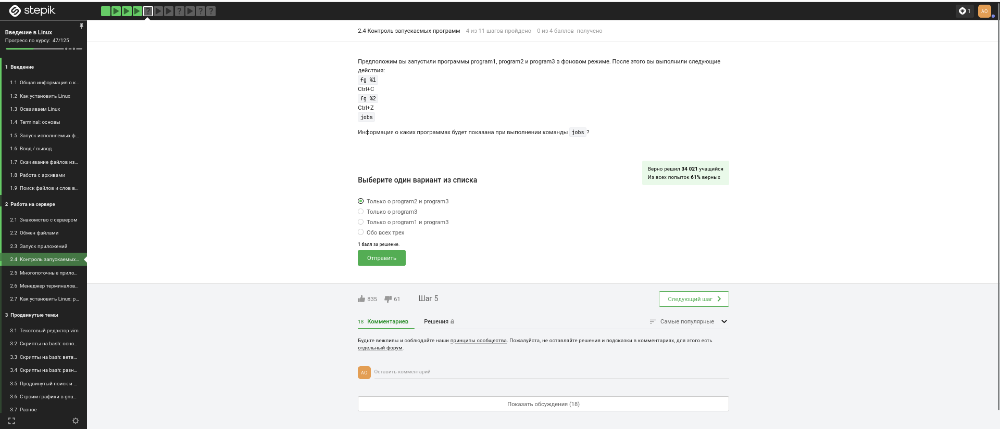 stepik
? ? ? ?
1
АО
Введение в Linux
Прогресс по курсу: 47/125
1 Введение
1.1 Общая информация о к...
1.2 Как установить Linux
1.3 Осваиваем Linux
1.4 Terminal: основы
1.5 Запуск исполняемых ф...
1.6 Ввод / вывод
1.7 Скачивание файлов из...
1.8 Работа с архивами
1.9 Поиск файлов и слов в...
2 Работа на сервере
2.1 Знакомство с сервером
2.2 Обмен файлами
2.3 Запуск приложений
2.4 Контроль запускаемых...
2.5 Многопоточные прило...
2.6 Менеджер терминалов...
2.7 Как установить Linux: р...
3 Продвинутые темы
3.1 Текстовый редактор vim
3.2 Скрипты на bash: осно...
3.3 Скрипты на bash: ветв...
3.4 Скрипты на bash: разн...
3.5 Продвинутый поиск и ...
3.6 Строим графики в gnu...
3.7 Разное
2.4 Контроль запускаемых программ 4 из 11 шагов пройдено 0 из 4 баллов получено
Предположим вы запустили программы program1, program2 и program3 в фоновом режиме. После этого вы выполнили следующие
действия:
fg %1
Ctrl+C
fg %2
Ctrl+Z
jobs
Информация о каких программах будет показана при выполнении команды jobs ?
Верно решил 34 021 учащийся
Из всех попыток 61% верных
Выберите один вариант из списка
Только о program2 и program3
Только о program3
Только о program1 и program3
Обо всех трех
1 балл за решение.
Отправить
835 61 Шаг 5
Следующий шаг
18 Комментариев Решения
Самые популярные
Будьте вежливы и соблюдайте наши принципы сообщества. Пожалуйста, не оставляйте решения и подсказки в комментариях, для этого есть
отдельный форум.
АО Оставить комментарий
Показать обсуждения (18)